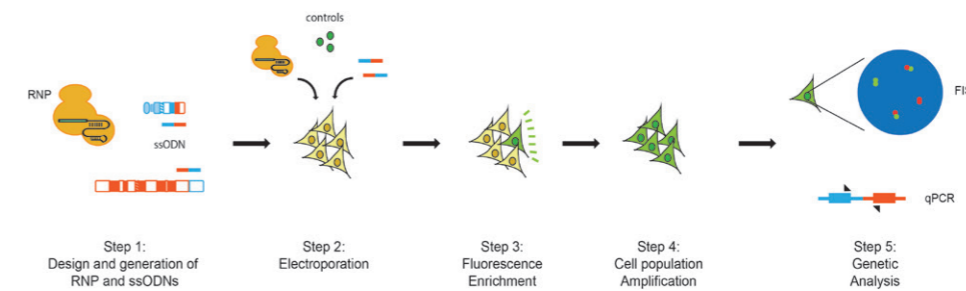 controls
RNP
ssODN
FIS
qPCR
Step 1:
Design and generation of
RNP and ssODNs
Step 2:
Electroporation
Step 3:
Fluorescence
Enrichment
Step 4:
Cell population
Amplification
Step 5:
Genetic
Analysis